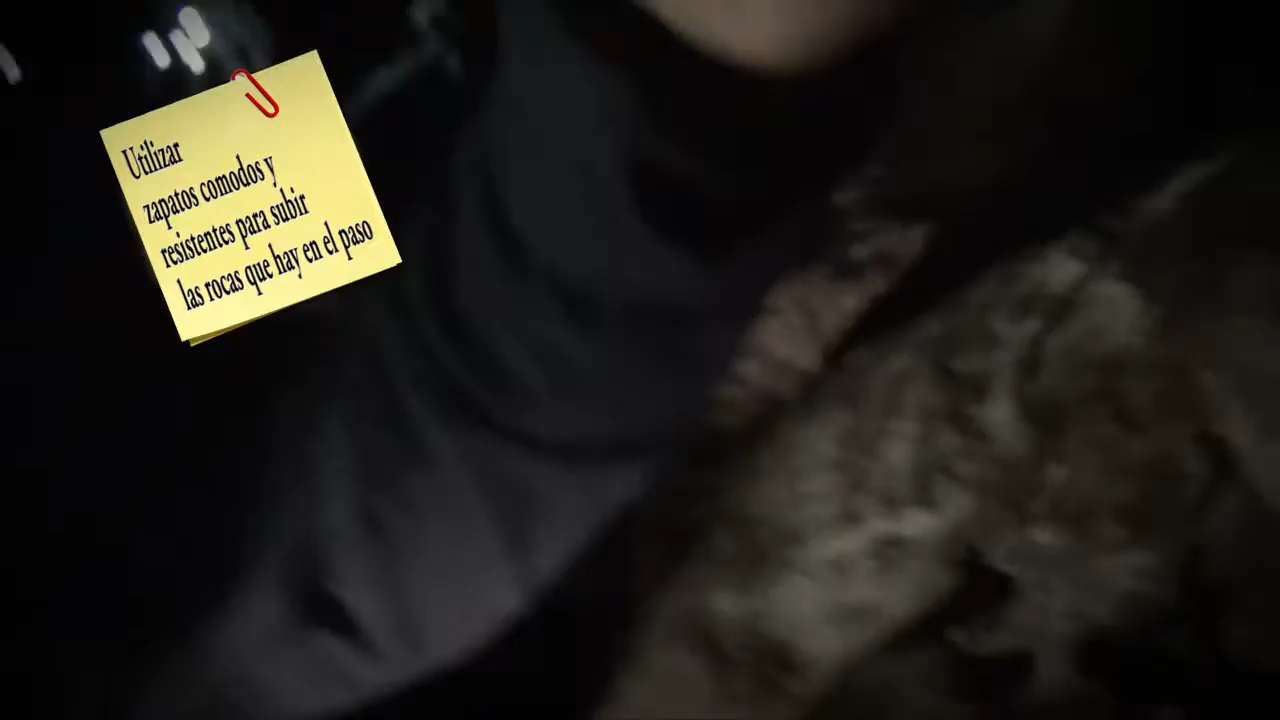 Utilizar
zapatos comodos y
resistentes para subir
las rocas que hay en el paso